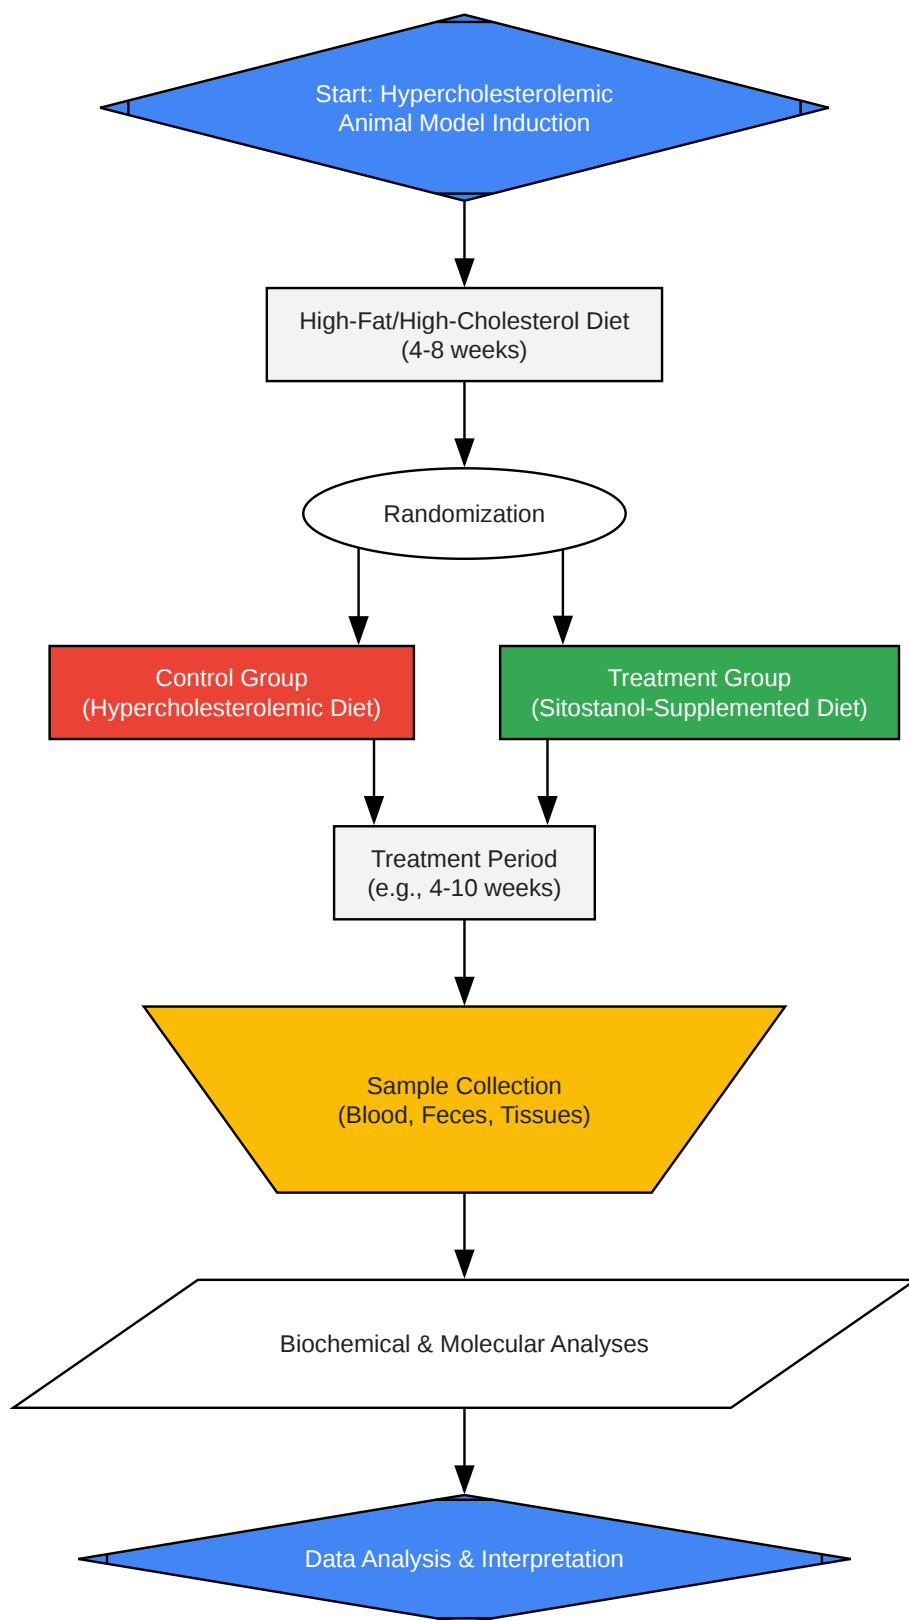 Start: Hypercholesterolemic
Animal Model Induction
High-Fat/High-Cholesterol Diet
(4-8 weeks)
Randomization
Control Group
(Hypercholesterolemic Diet)
Treatment Group
(Sitostanol-Supplemented Diet)
Treatment Period
(e.g., 4-10 weeks)
Sample Collection
(Blood, Feces, Tissues)
Biochemical & Molecular Analyses
Data Analysis & Interpretation